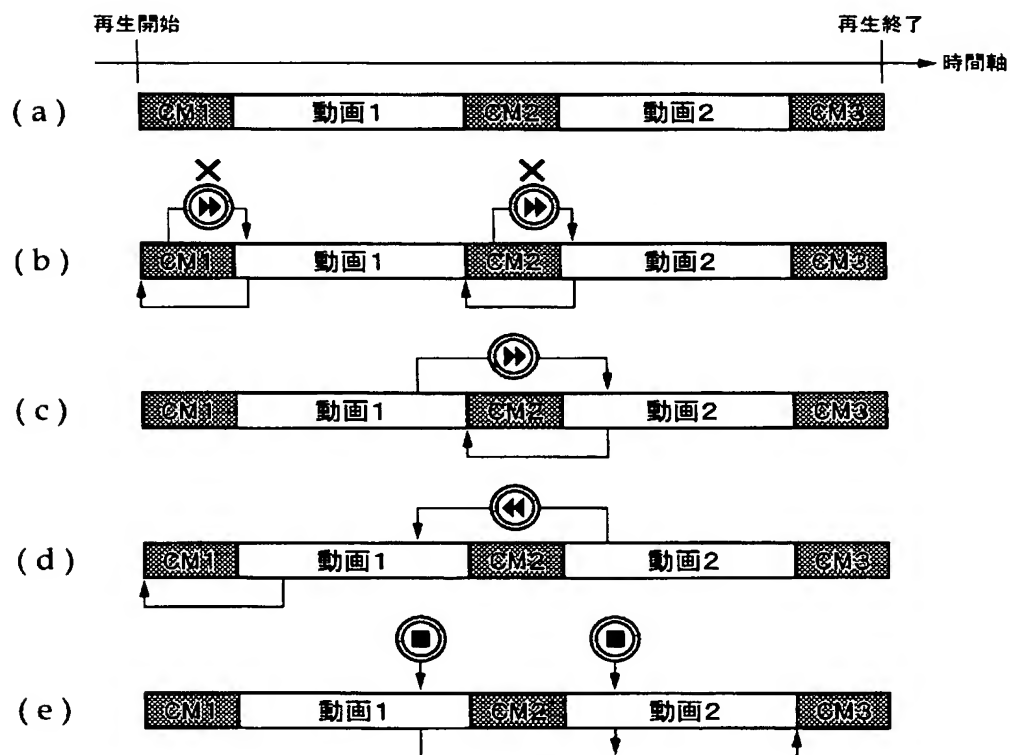 再生開始 再生終了
時間軸
(a) CM1 動画1 CM2 動画2 CM3
(b) CM1 動画1 CM2 動画2 CM3
(c) CM1 動画1 CM2 動画2 CM3
(d) CM1 動画1 CM2 動画2 CM3
(e) CM1 動画1 CM2 動画2 CM3